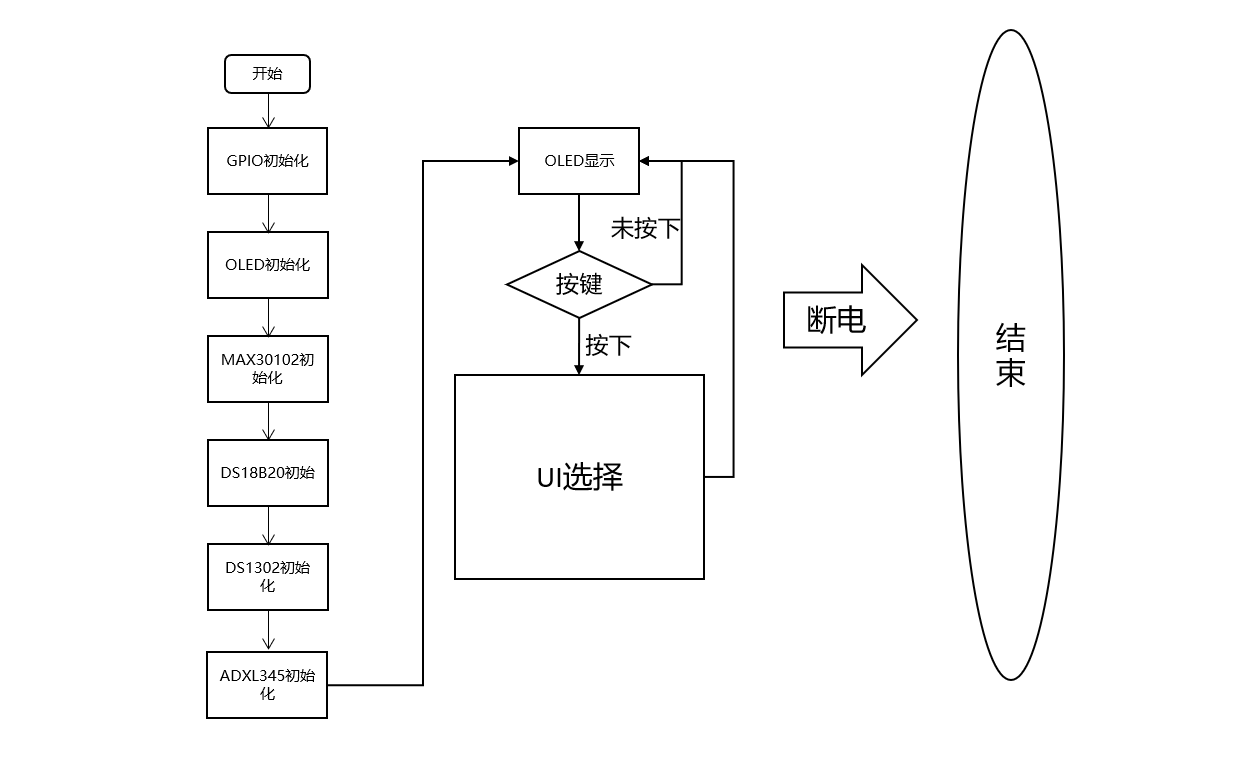 开始
GPIO初始化
OLED初始化
MAX30102初
始化
DS18B20初始
DS1302初始
化
ADXL345初始
化
OLED显示
未按下
按键
按下
UI选择
断电
结
束